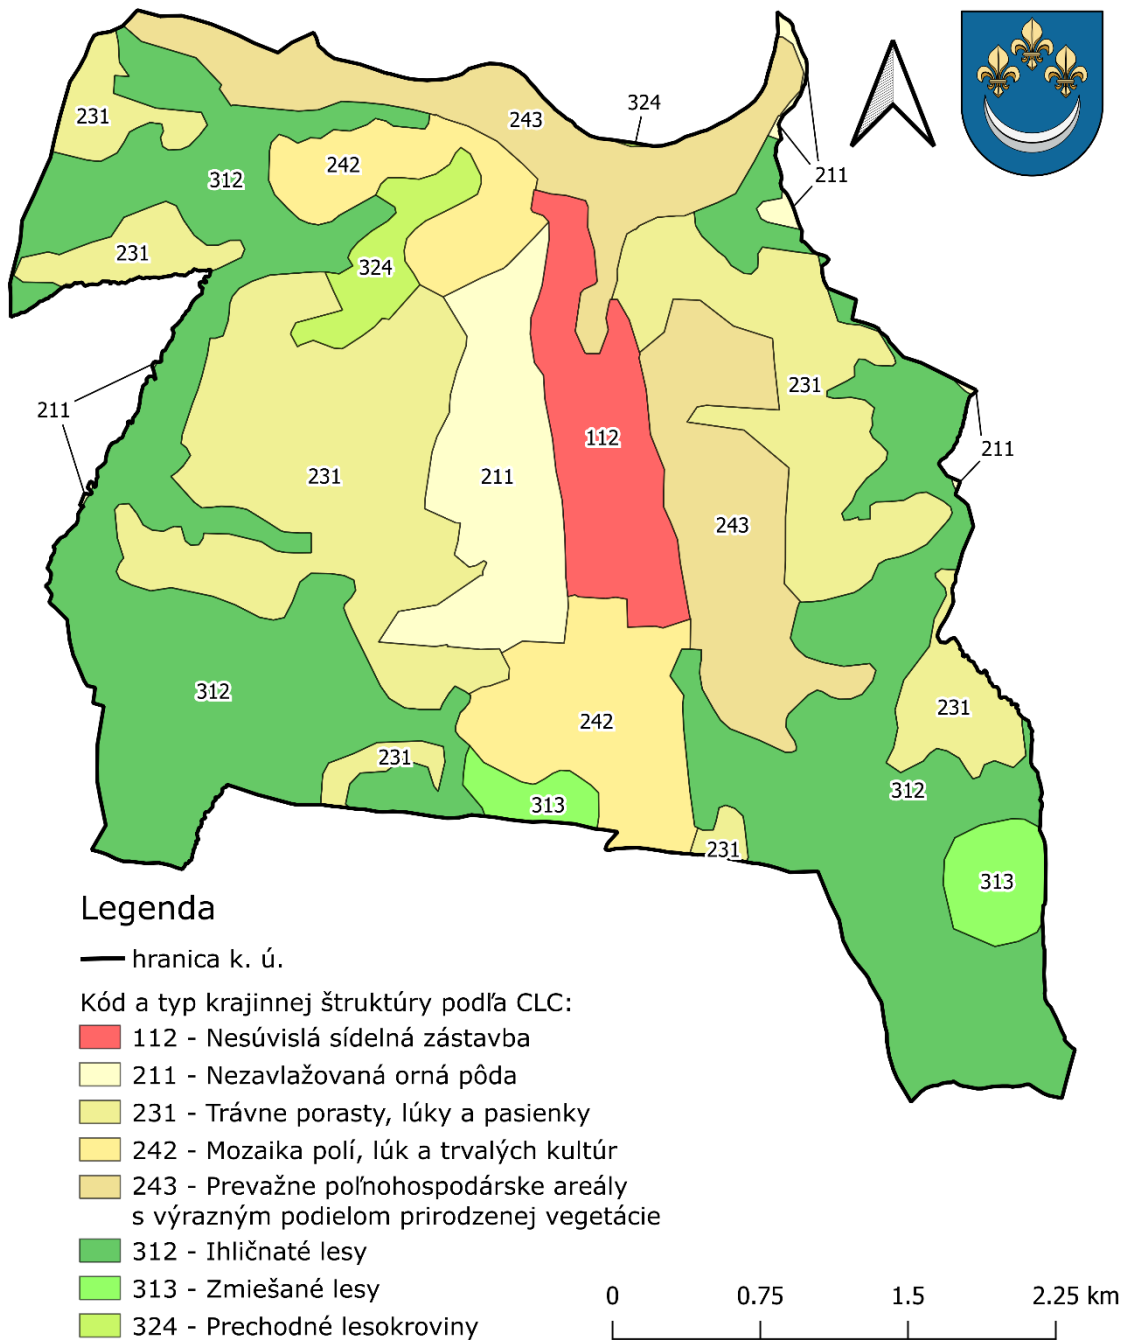 324
243
231
242
211
312
231
324
211
231
211
231
112
211
243
312
231
242
231
312
313
231
313
Legenda
hranica k. ú.
Kód a typ krajinnej štruktúry podľa CLC:
112 - Nesúvislá sídelná zástavba
211 - Nezavlažovaná orná pôda
231 - Trávne porasty, lúky a pasienky
242 - Mozaika polí, lúk a trvalých kultúr
243 - Prevažne poľnohospodárske areály
s výrazným podielom prirodzenej vegetácie
312 - Ihličnaté lesy
313 - Zmiešané lesy
324 - Prechodné lesokroviny
0 0.75 1.5 2.25 km